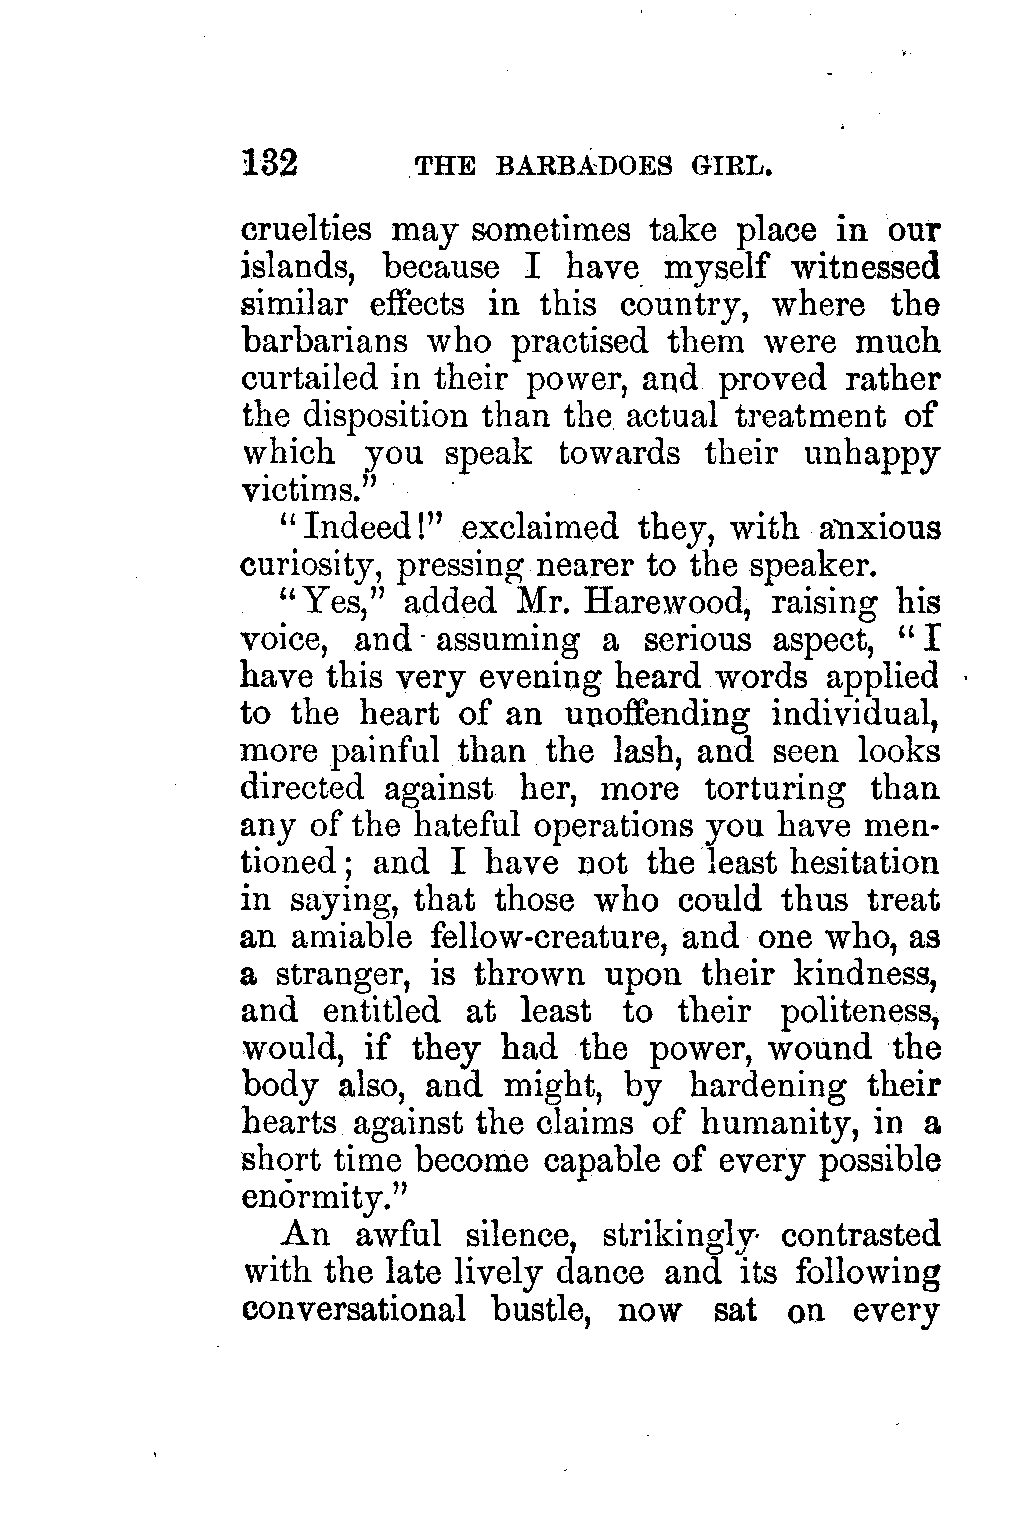 132 THE BARBADOES GIRL.
cruelties may sometimes take place in our
islands, because I have myself witnessed
similar effects in this country, where the
barbarians who practised them were much
curtailed in their power, and proved rather
the disposition than the actual treatment of
which you speak towards their unhappy
victims."
"Indeed!" exclaimed they, with anxious
curiosity, pressing nearer to the speaker.
"Yes," added Mr. Harewood, raising his
voice, and assuming a serious aspect, "I
have this very evening heard words applied
to the heart of an unoffending individual,
more painful than the lash, and seen looks
directed against her, more torturing than
any of the hateful operations you have men-
tioned; and I have not the least hesitation
in saying, that those who could thus treat
an amiable fellow-creature, and one who, as
a stranger, is thrown upon their kindness,
and entitled at least to their politeness,
would, if they had the power, wound the
body also, and might, by hardening their
hearts against the claims of humanity, in a
short time become capable of every possible
enormity."
An awful silence, strikingly contrasted
with the late lively dance and its following
conversational bustle, now sat on every